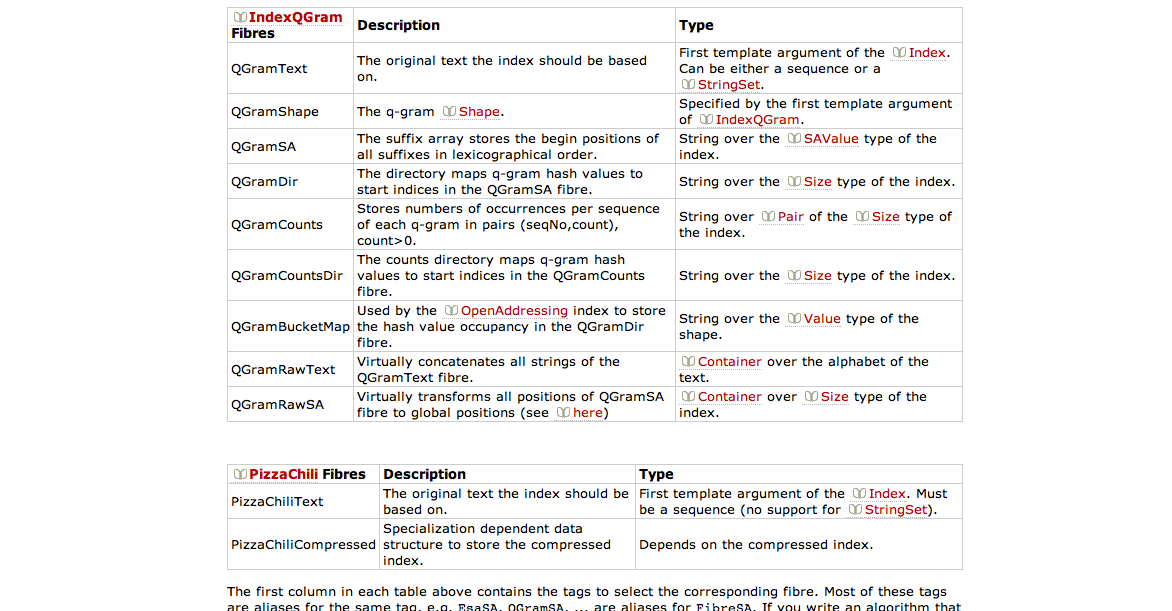 IndexQGram Fibres Description Type
QGramText The original text the index should be based on. First template argument of the Index. Can be either a sequence or a StringSet.
QGramShape The q-gram Shape. Specified by the first template argument of IndexQGram.
QGramSA The suffix array stores the begin positions of all suffixes in lexicographical order. String over the SAValue type of the index.
QGramDir The directory maps q-gram hash values to start indices in the QGramSA fibre. String over the Size type of the index.
QGramCounts Stores numbers of occurrences per sequence of each q-gram in pairs (seqNo,count), count>0. String over Pair of the Size type of the index.
QGramCountsDir The counts directory maps q-gram hash values to start indices in the QGramCounts fibre. String over the Size type of the index.
QGramBucketMap Used by the OpenAddressing index to store the hash value occupancy in the QGramDir fibre. String over the Value type of the shape.
QGramRawText Virtually concatenates all strings of the QGramText fibre. Container over the alphabet of the text.
QGramRawSA Virtually transforms all positions of QGramSA fibre to global positions (see here) Container over Size type of the index.
PizzaChili Fibres Description Type
PizzaChiliText The original text the index should be based on. First template argument of the Index. Must be a sequence (no support for StringSet).
PizzaChiliCompressed Specialization dependent data structure to store the compressed index. Depends on the compressed index.
The first column in each table above contains the tags to select the corresponding fibre. Most of these tags
are aliases for the same tag, e.g. EsaSA, QGramSA, ... are aliases for FibreSA. If you write an algorithm that